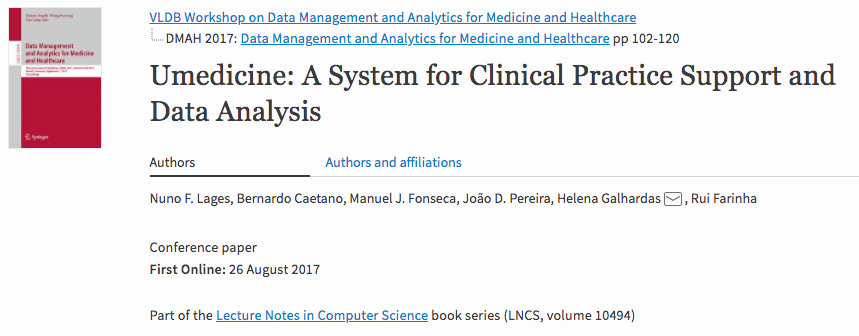 Data Management
and Analytics for Medicine
and Healthcare
Springer
VLDB Workshop on Data Management and Analytics for Medicine and Healthcare
DMAH 2017: Data Management and Analytics for Medicine and Healthcare pp 102-120
Umedicine: A System for Clinical Practice Support and
Data Analysis
Authors
Authors and affiliations
Nuno F. Lages, Bernardo Caetano, Manuel J. Fonseca, João D. Pereira, Helena Galhardas, Rui Farinha
Conference paper
First Online: 26 August 2017
Part of the Lecture Notes in Computer Science book series (LNCS, volume 10494)